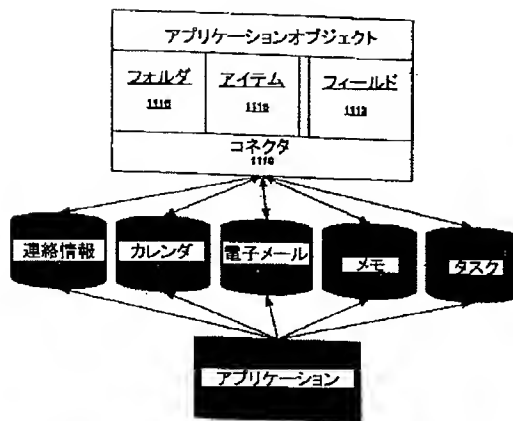 アプリケーションオブジェクト
フォルダ
アイテム
フィールド
コネクタ
連絡情報
カレンダ
電子メール
メモ
タスク
アプリケーション